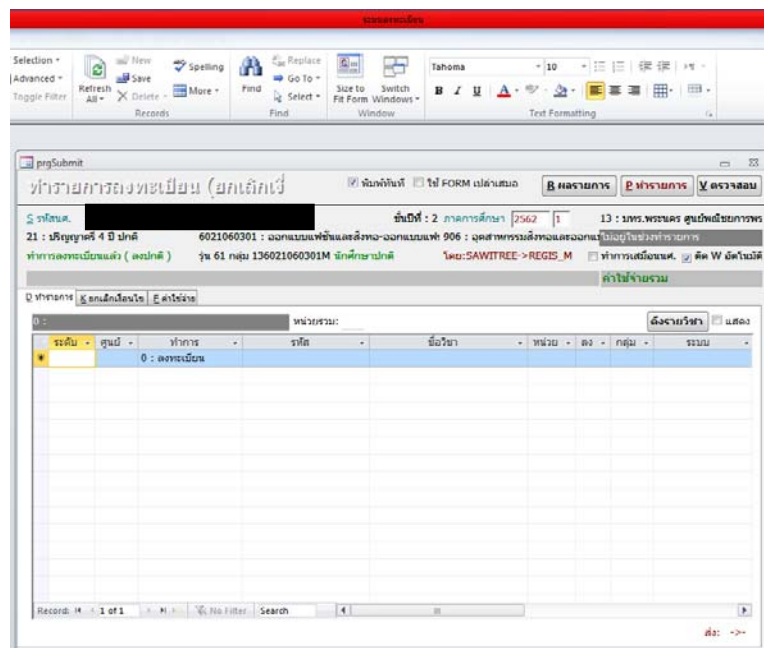 ระบบลงทะเบียน
Selection New Spelling Replace Tahoma 10
Advanced Save Go To
Toggle Filter Refresh All Delete More Find Select Size to Fit Form Switch Windows B I U A
Records Find Window Text Formatting
prgSubmit
ทำรายการลงทะเบียน (ยกเลิกเงื่ พิมพ์ทันที ใช้ FORM เปล่าเสมอ R ผลรายการ P ทำรายการ V ตรวจสอบ
S รหัสนศ. ชั้นปีที่ : 2 ภาคการศึกษา 2562 1 13 : มทร.พระนคร ศูนย์พณิชยการพร
21 : ปริญญาตรี 4 ปี ปกติ 6021060301 : ออกแบบแฟชั่นและสิ่งทอ-ออกแบบแฟ 906 : อุตสาหกรรมสิ่งทอและออกแ ไม่อยู่ในช่วงทำรายการ
ทำการลงทะเบียนแล้ว ( ลงปกติ ) รุ่น 61 กลุ่ม 136021060301M นักศึกษาปกติ โดย:SAWITREE->REGIS_M ทำการเสมือนนศ. ติด W อัตโนมัติ
ค่าใช้จ่ายรวม
D ทำรายการ K ยกเลิกเงื่อนไข E ค่าใช้จ่าย
0 : หน่วยรวม: ดึงรายวิชา แสดง
ระดับ ศูนย์ ทำการ รหัส ชื่อวิชา หน่วย ลง กลุ่ม ระบบ
0 : ลงทะเบียน
Record: 1 of 1 No Filter Search
ส่ง: ->-